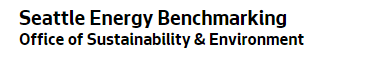 Seattle Energy Benchmarking
Office of Sustainability & Environment